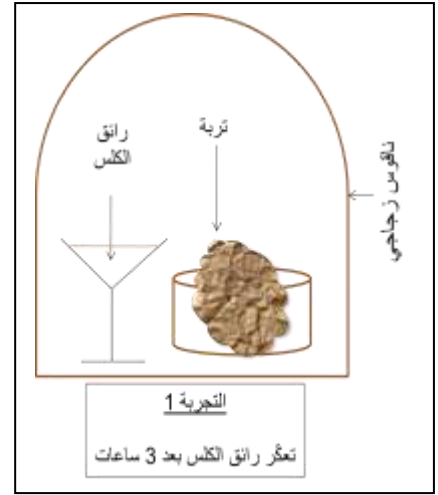 رائق
الكلس
تربة
ناقوس زجاجي
التجربة 1
تعكّر رائق الكلس بعد 3 ساعات